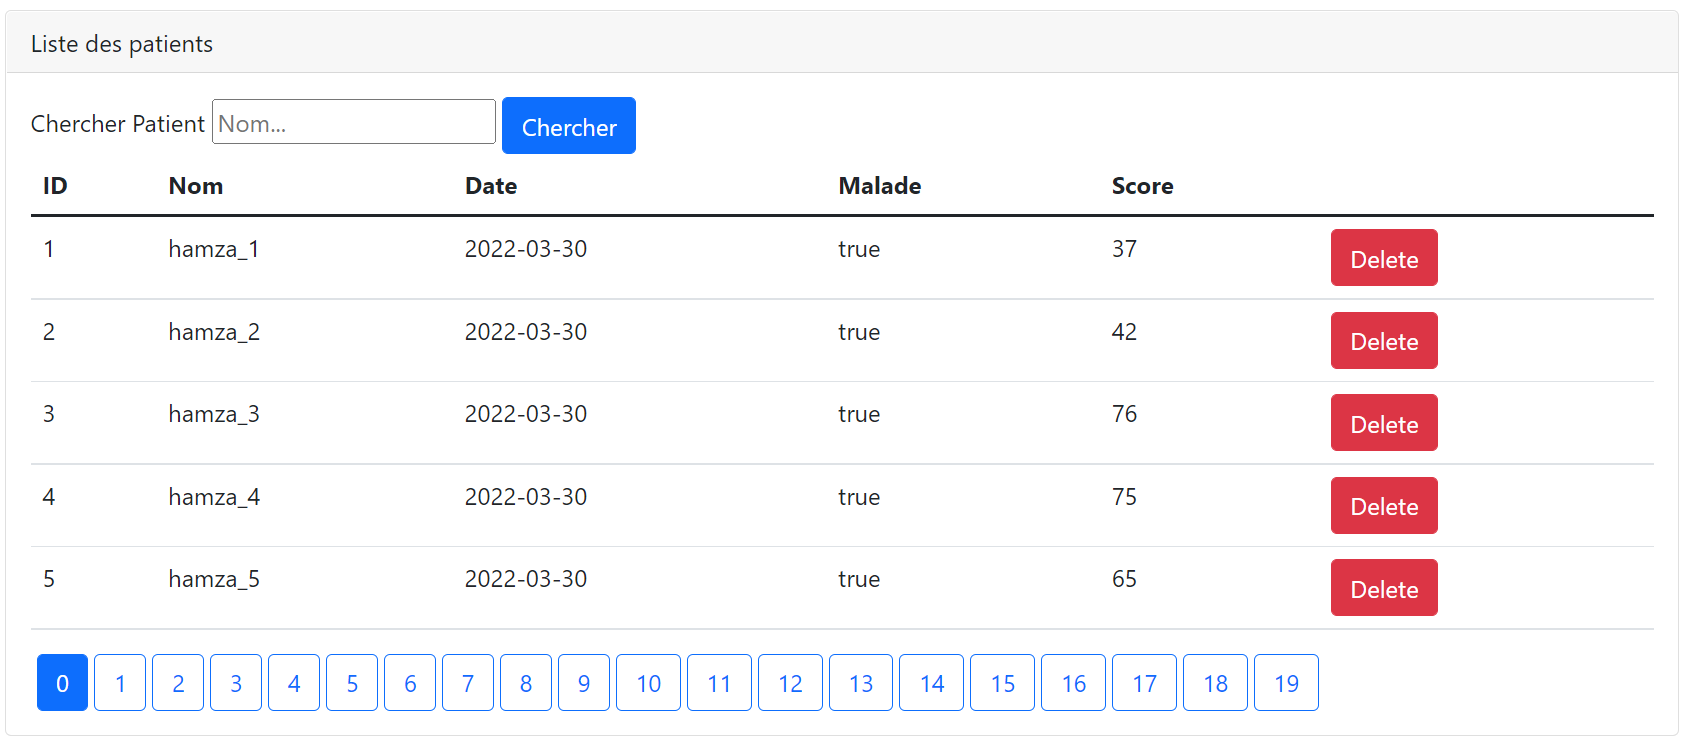 Liste des patients
Chercher Patient Nom... Chercher
ID Nom Date Malade Score
1 hamza_1 2022-03-30 true 37 Delete
2 hamza_2 2022-03-30 true 42 Delete
3 hamza_3 2022-03-30 true 76 Delete
4 hamza_4 2022-03-30 true 75 Delete
5 hamza_5 2022-03-30 true 65 Delete
0 1 2 3 4 5 6 7 8 9 10 11 12 13 14 15 16 17 18 19